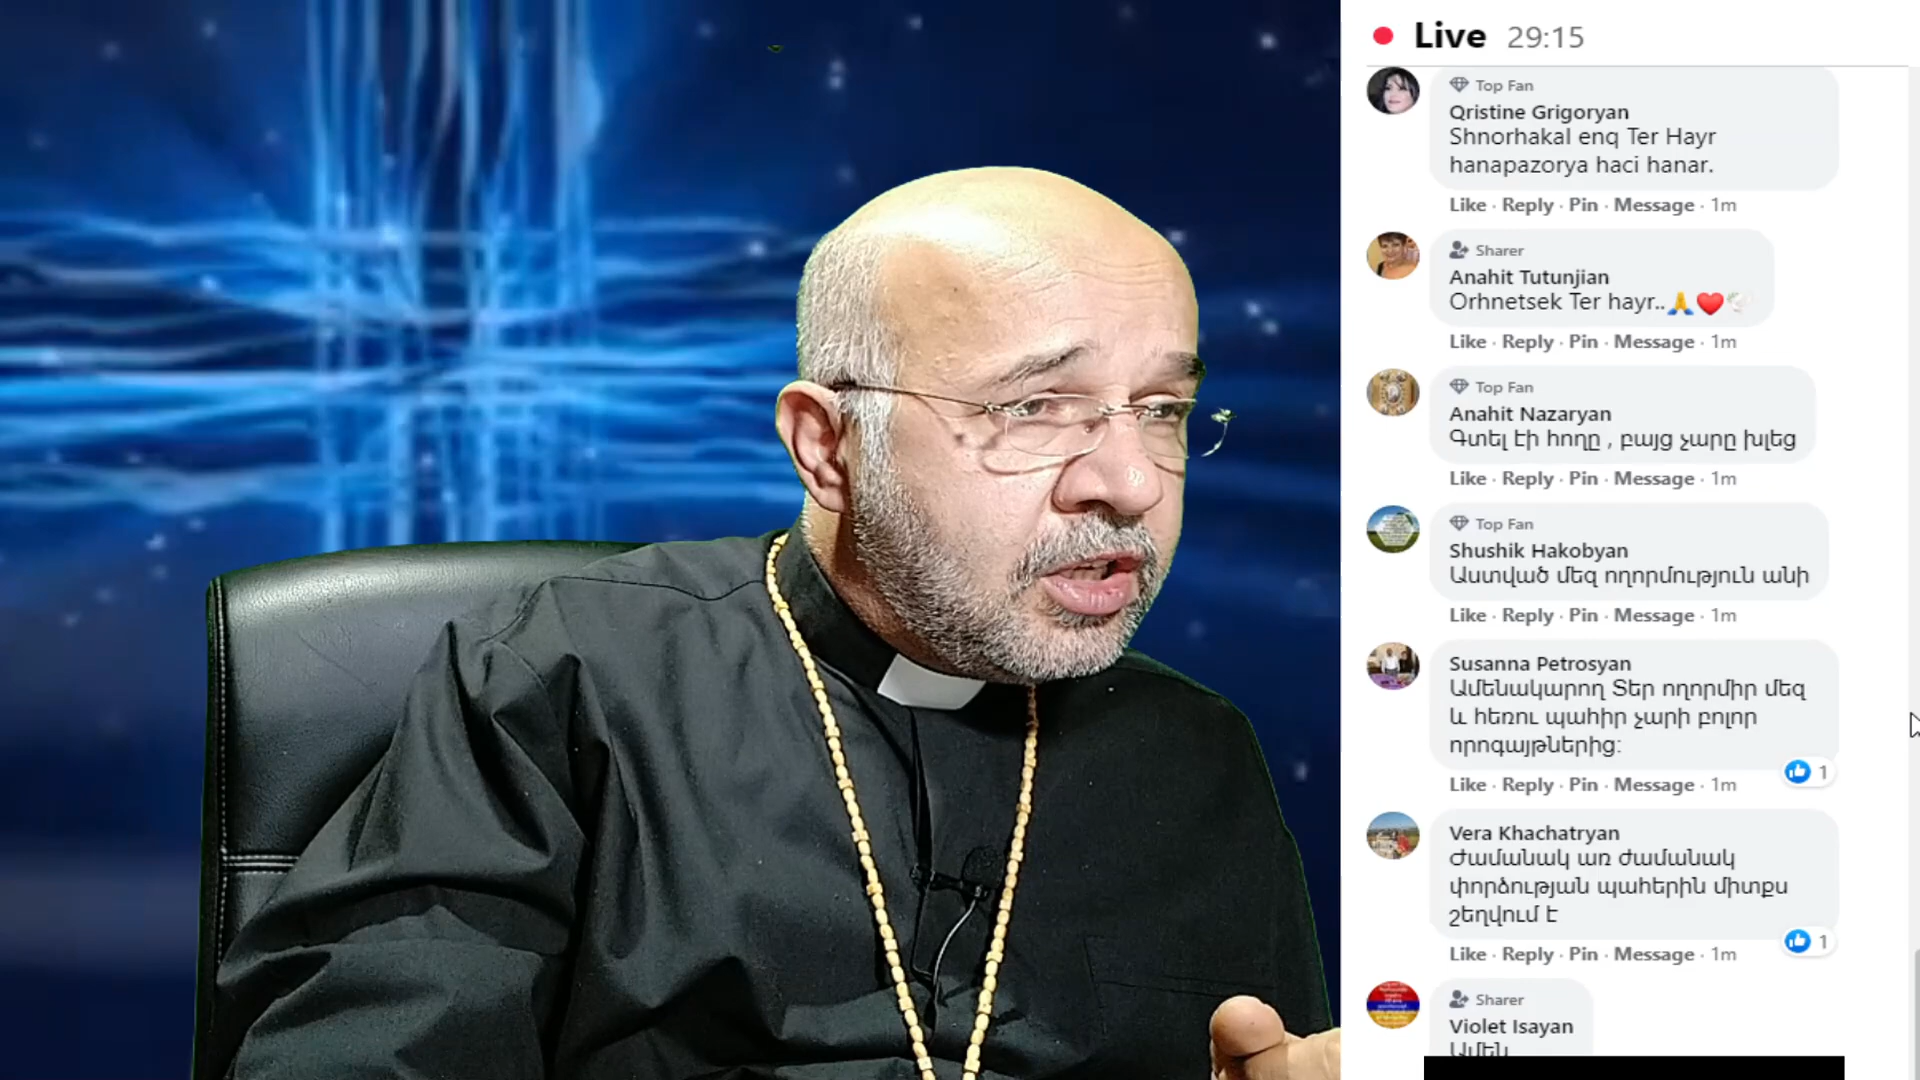 Live 29:15
Top Fan
Qristine Grigoryan
Shnorhakal enq Ter Hayr
hanapazorya haci hanar.
Like · Reply · Pin · Message · 1m
Sharer
Anahit Tutunjian
Orhnetsek Ter hayr..🙏❤️🕊️
Like · Reply · Pin · Message · 1m
Top Fan
Anahit Nazaryan
Գտել էի հողը , բայց չարը խլեց
Like · Reply · Pin · Message · 1m
Top Fan
Shushik Hakobyan
Աստված մեզ ողորմություն անի
Like · Reply · Pin · Message · 1m
Susanna Petrosyan
Ամենակարող Տեր ողորմիր մեզ
և հեռու պահիր չարի բոլոր
որոգայթներից:
1
Like · Reply · Pin · Message · 1m
Vera Khachatryan
Ժամանակ առ ժամանակ
փորձության պահերին միտքս
շեղվում է
1
Like · Reply · Pin · Message · 1m
Sharer
Violet Isayan
Ամեն